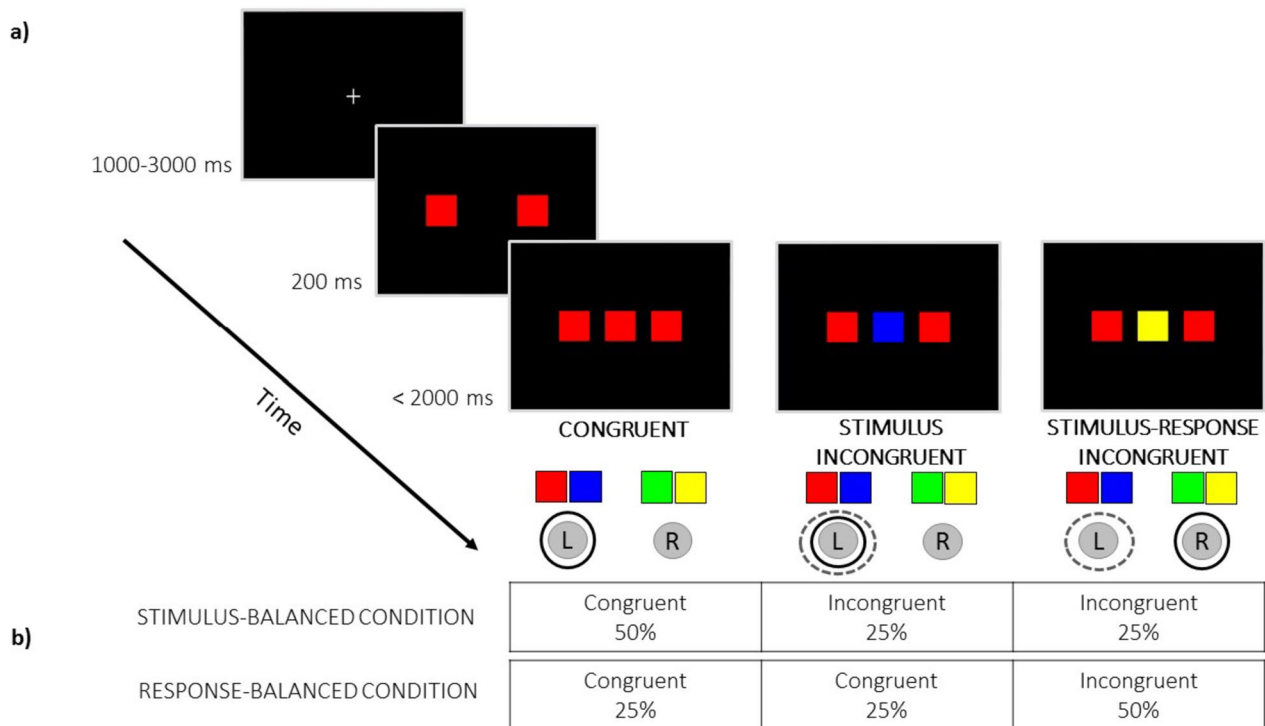 a)
1000-3000 ms
200 ms
< 2000 ms
Time
CONGRUENT
STIMULUS
INCONGRUENT
STIMULUS-RESPONSE
INCONGRUENT
L R
L R
L R
STIMULUS-BALANCED CONDITION
Congruent
50%
Incongruent
25%
Incongruent
25%
b)
RESPONSE-BALANCED CONDITION
Congruent
25%
Congruent
25%
Incongruent
50%